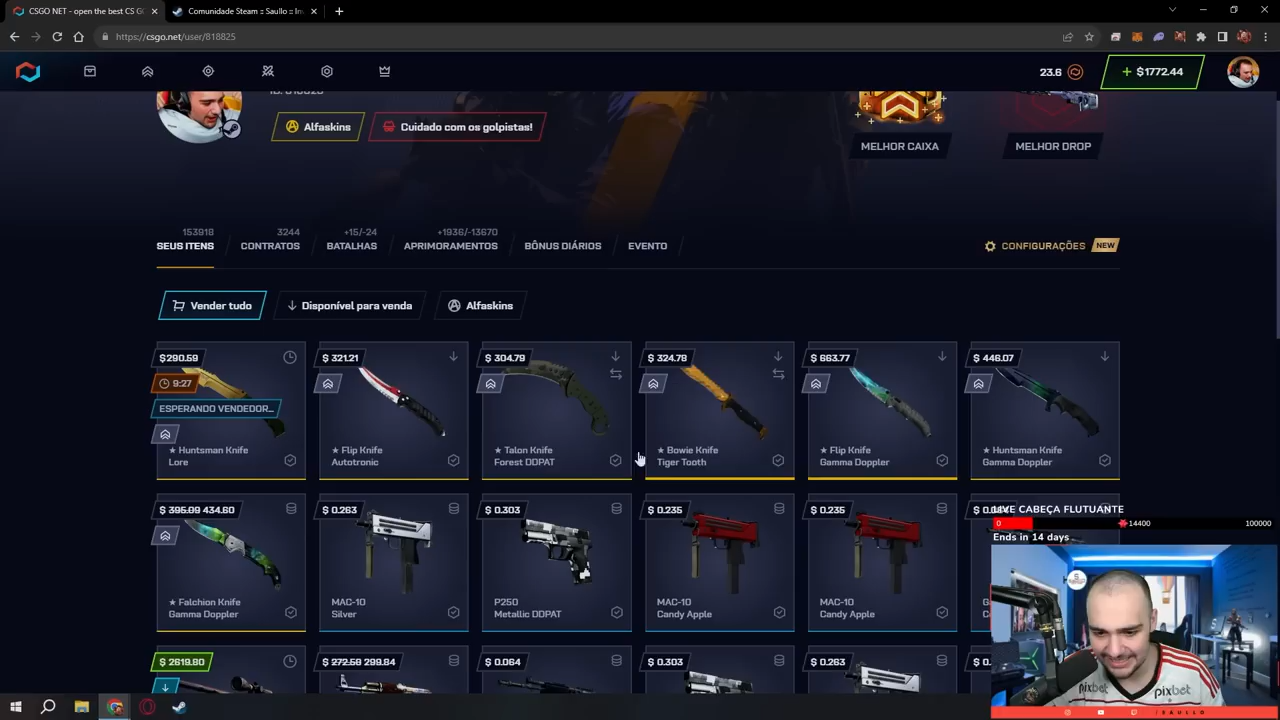 CSGO NET - open the best CS G
Comunidade Steam :: Saullo :: In
https://csgo.net/user/818825
23.6
+ $1772.44
Alfaskins
Cuidado com os golpistas!
MELHOR CAIXA
MELHOR DROP
153918
3244
+15/-24
+1936/-13670
SEUS ITENS
CONTRATOS
BATALHAS
APRIMORAMENTOS
BÔNUS DIÁRIOS
EVENTO
CONFIGURAÇÕES
NEW
Vender tudo
Disponível para venda
Alfaskins
$290.59
9:27
ESPERANDO VENDEDOR...
★ Huntsman Knife
Lore
$ 321.21
★ Flip Knife
Autotronic
$ 304.79
★ Talon Knife
Forest DDPAT
$ 324.79
★ Bowie Knife
Tiger Tooth
$ 663.77
★ Flip Knife
Gamma Doppler
$ 446.07
★ Huntsman Knife
Gamma Doppler
$ 395.09 434.60
★ Falchion Knife
Gamma Doppler
$ 0.263
MAC-10
Silver
$ 0.303
P250
Metallic DDPAT
$ 0.235
MAC-10
Candy Apple
$ 0.235
MAC-10
Candy Apple
LIVE CABEÇA FLUTUANTE
0
14400
100000
Ends in 14 days
$ 2619.80
$ 272.58 299.84
$ 0.064
$ 0.303
$ 0.263
pixbet
pixbet